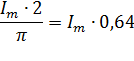 I_m · 2 / π = I_m · 0,64